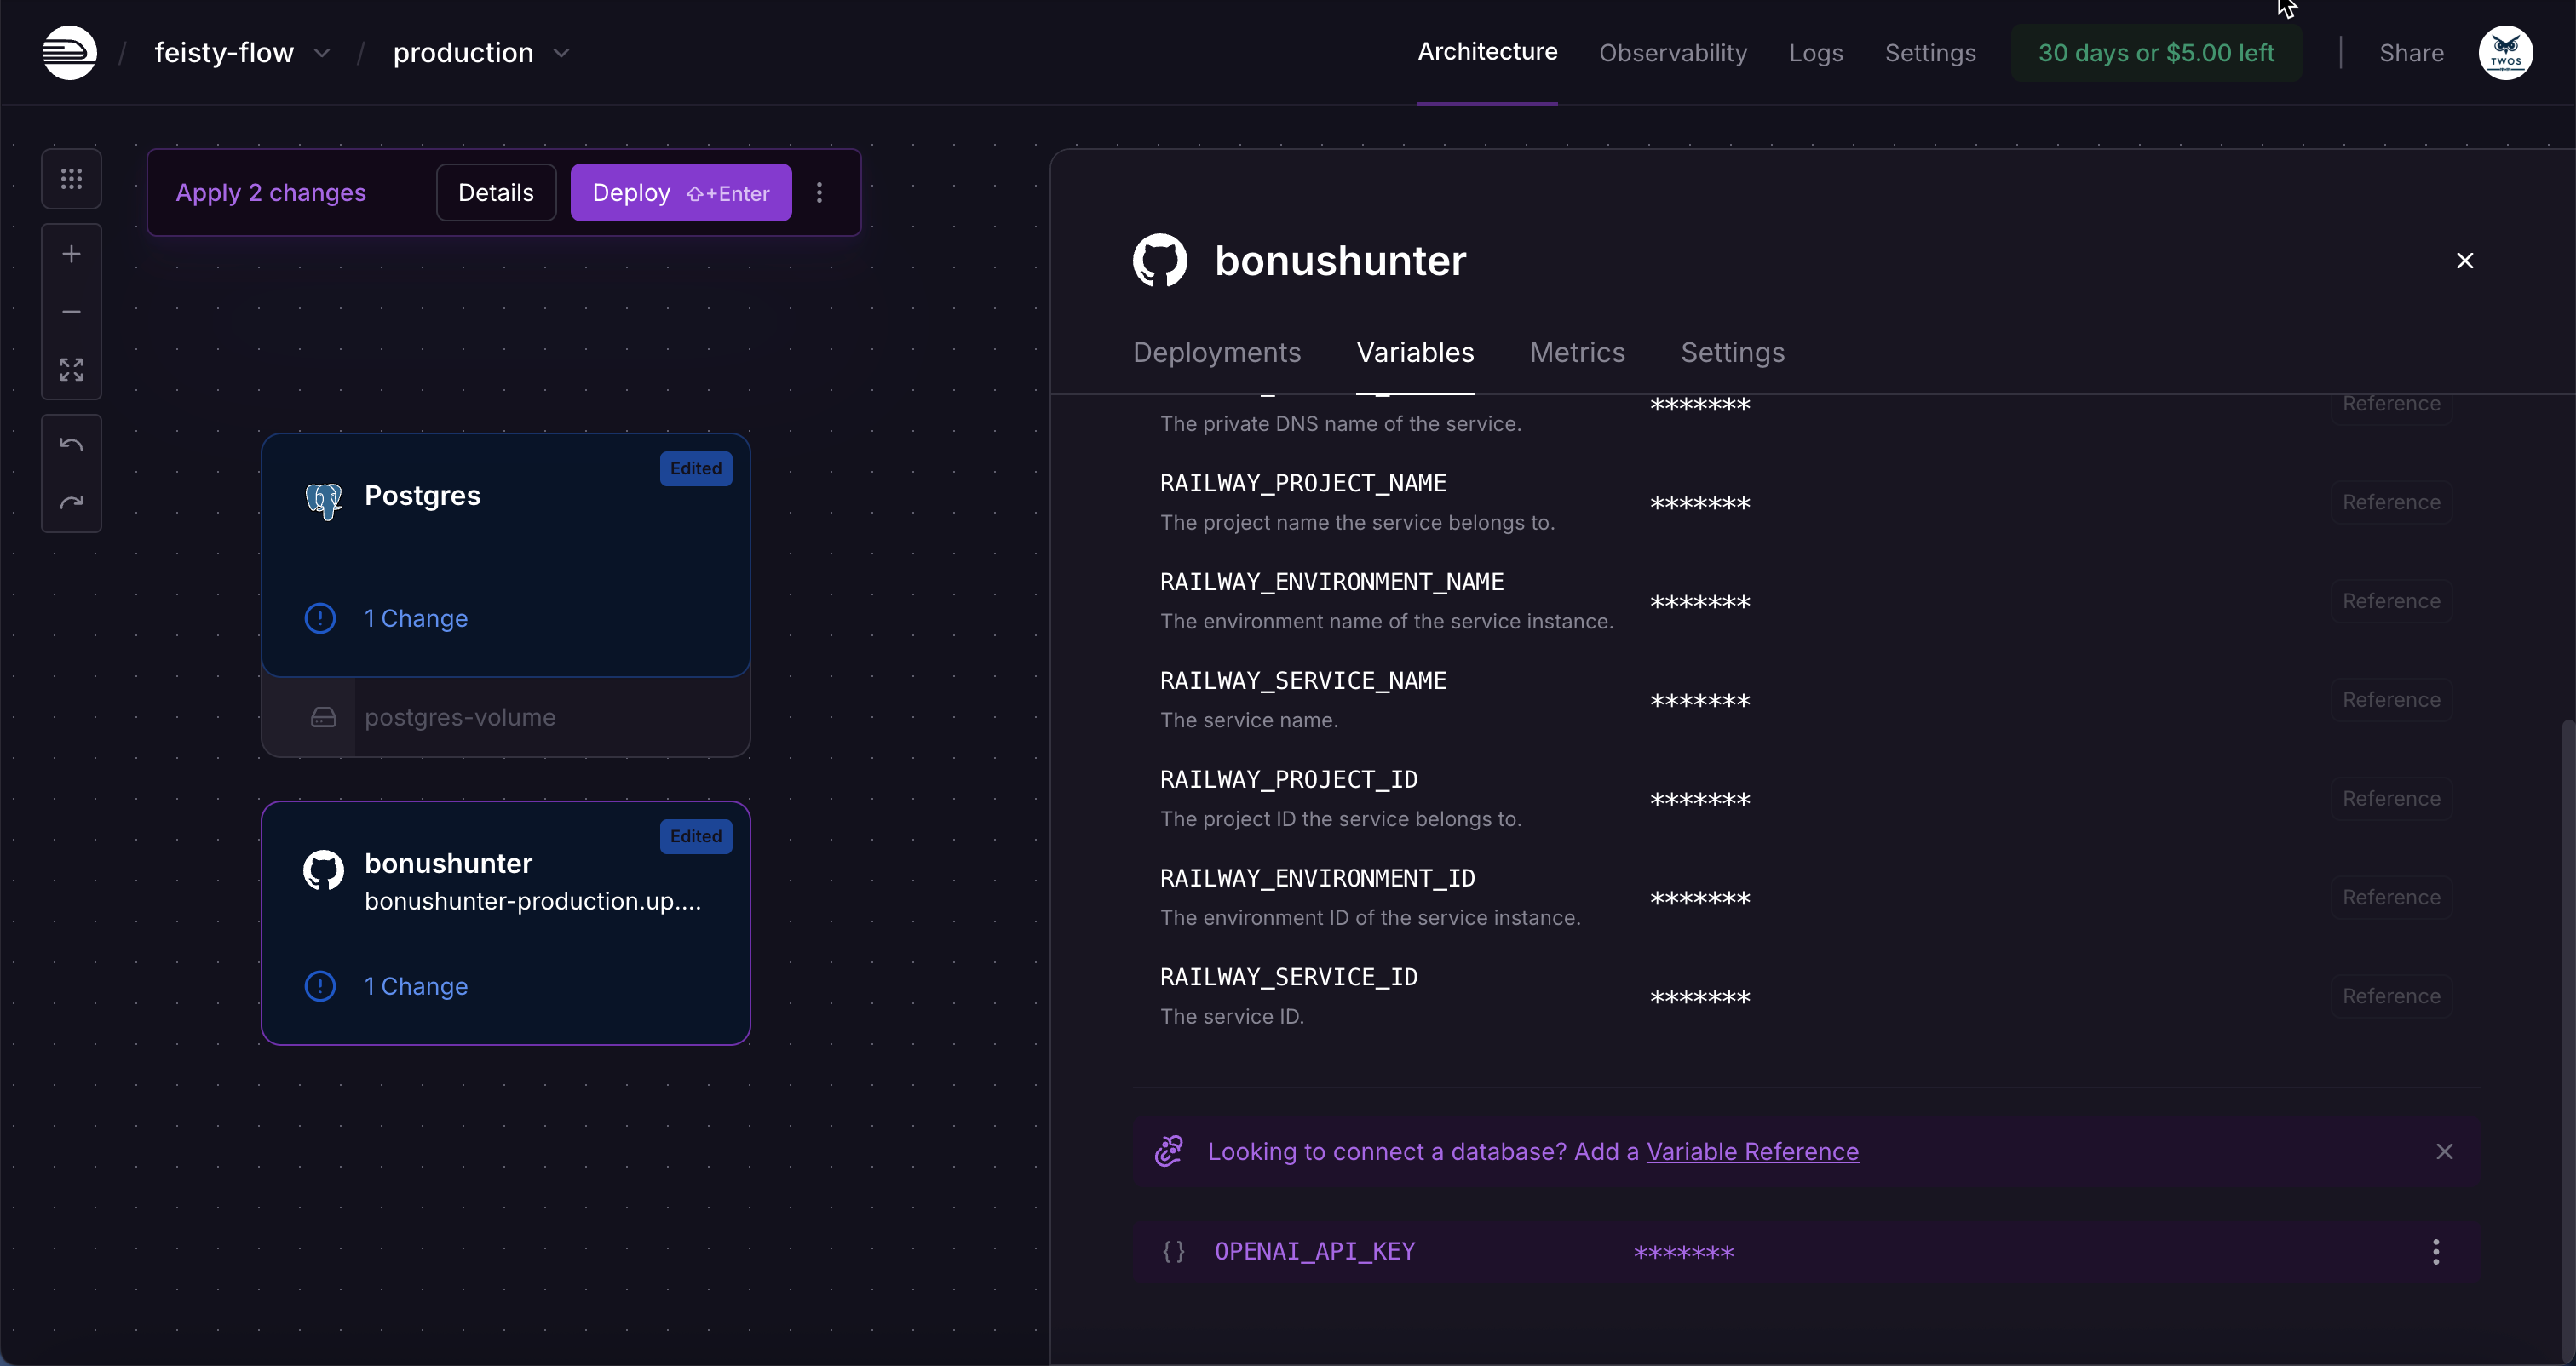 / feisty-flow / production
Architecture Observability Logs Settings 30 days or $5.00 left Share TWOS
Apply 2 changes Details Deploy ⇧+Enter
bonushunter
Deployments Variables Metrics Settings
******* Reference
The private DNS name of the service.
RAILWAY_PROJECT_NAME ******* Reference
The project name the service belongs to.
RAILWAY_ENVIRONMENT_NAME ******* Reference
The environment name of the service instance.
RAILWAY_SERVICE_NAME ******* Reference
The service name.
RAILWAY_PROJECT_ID ******* Reference
The project ID the service belongs to.
RAILWAY_ENVIRONMENT_ID ******* Reference
The environment ID of the service instance.
RAILWAY_SERVICE_ID ******* Reference
The service ID.
Looking to connect a database? Add a Variable Reference
{} OPENAI_API_KEY *******
Edited
Postgres
1 Change
postgres-volume
Edited
bonushunter
bonushunter-production.up....
1 Change